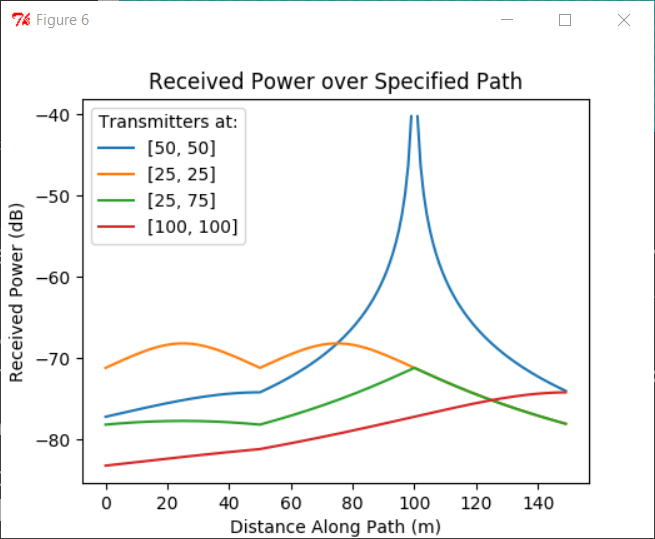 Figure 6
Received Power over Specified Path
Transmitters at:
[50, 50]
[25, 25]
[25, 75]
[100, 100]
Received Power (dB)
−40
−50
−60
−70
−80
0 20 40 60 80 100 120 140
Distance Along Path (m)